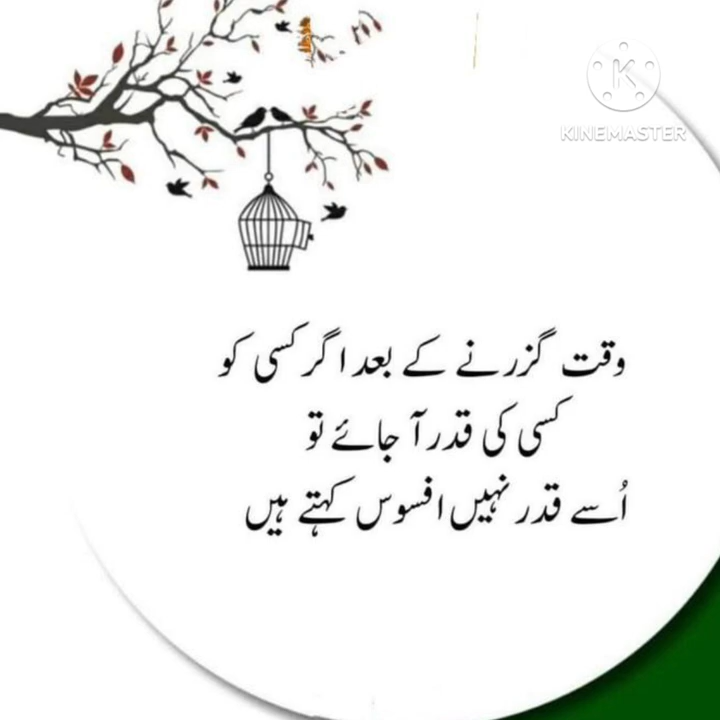 KINEMASTER
وقت گزرنے کے بعد اگر کسی کو
کسی کی قدر آ جائے تو
اُسے قدر نہیں افسوس کہتے ہیں